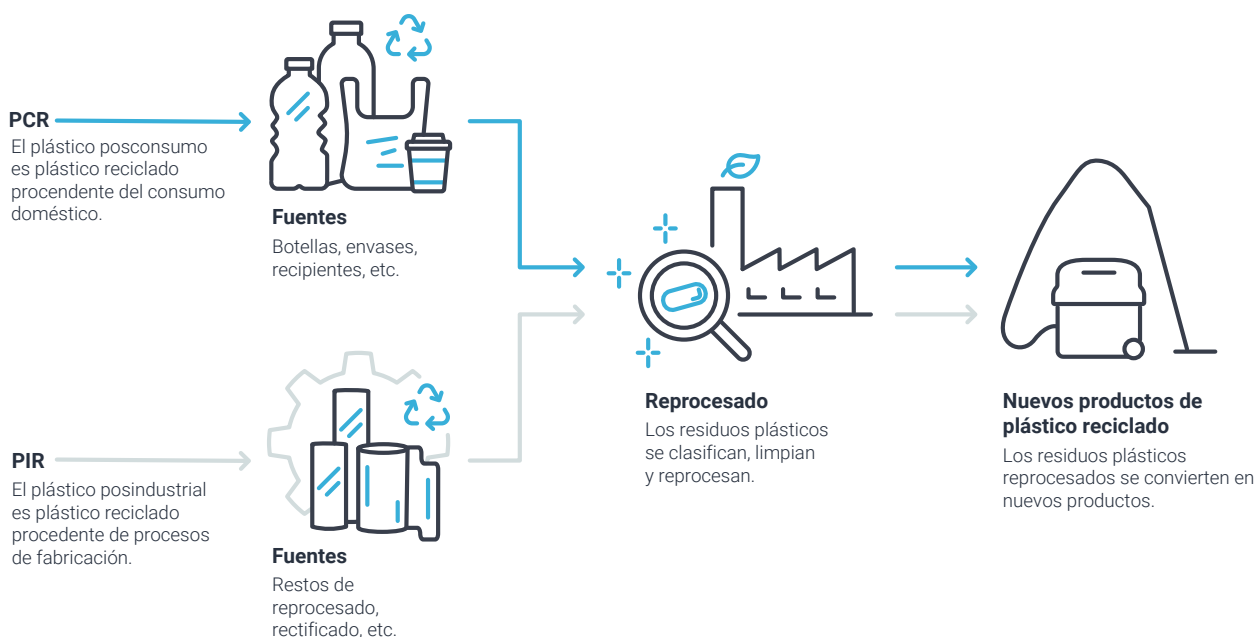 PCR
El plástico posconsumo
es plástico reciclado
procendente del consumo
doméstico.
Fuentes
Botellas, envases,
recipientes, etc.
PIR
El plástico posindustrial
es plástico reciclado
procedente de procesos
de fabricación.
Fuentes
Restos de
reprocesado,
rectificado, etc.
Reprocesado
Los residuos plásticos
se clasifican, limpian
y reprocesan.
Nuevos productos de
plástico reciclado
Los residuos plásticos
reprocesados se convierten en
nuevos productos.